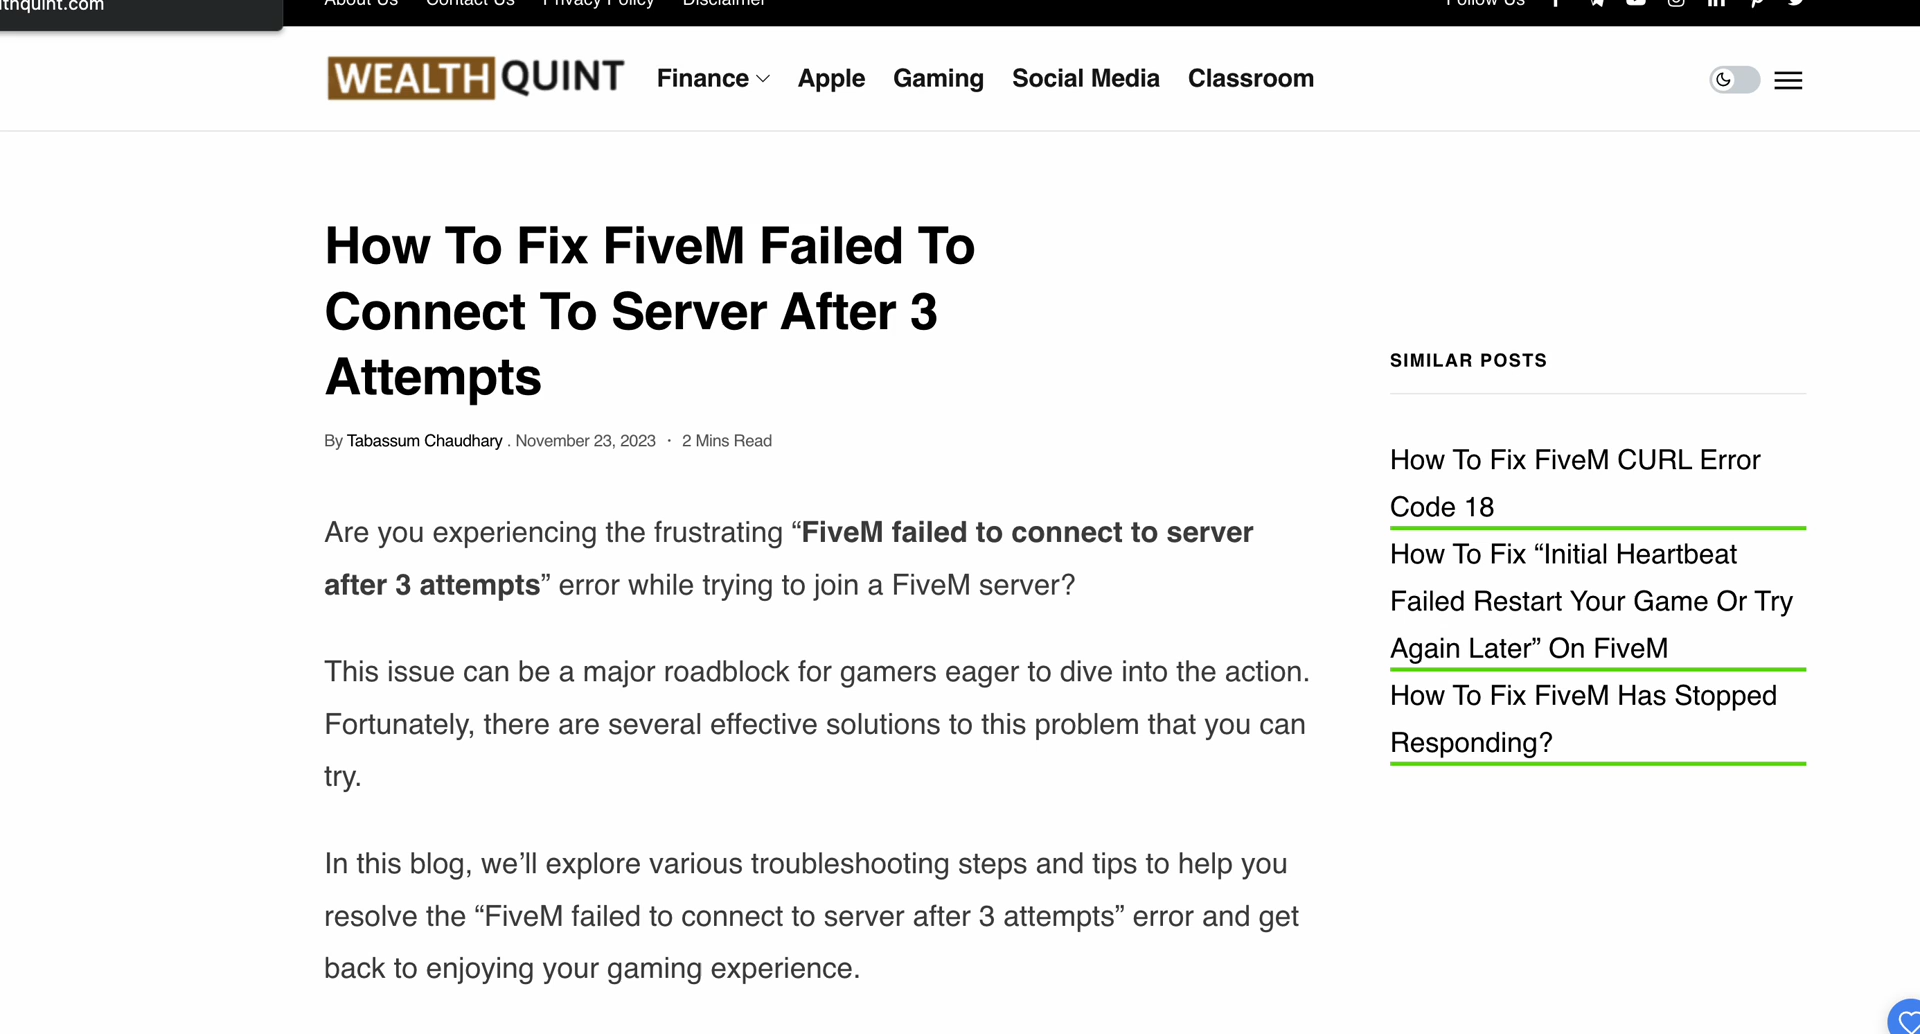 thquint.com
About Us Contact Us Privacy Policy Disclaimer Follow Us
WEALTHQUINT Finance Apple Gaming Social Media Classroom
How To Fix FiveM Failed To
Connect To Server After 3
Attempts
By Tabassum Chaudhary . November 23, 2023 · 2 Mins Read
Are you experiencing the frustrating “FiveM failed to connect to server
after 3 attempts” error while trying to join a FiveM server?
This issue can be a major roadblock for gamers eager to dive into the action.
Fortunately, there are several effective solutions to this problem that you can
try.
In this blog, we’ll explore various troubleshooting steps and tips to help you
resolve the “FiveM failed to connect to server after 3 attempts” error and get
back to enjoying your gaming experience.
SIMILAR POSTS
How To Fix FiveM CURL Error
Code 18
How To Fix “Initial Heartbeat
Failed Restart Your Game Or Try
Again Later” On FiveM
How To Fix FiveM Has Stopped
Responding?